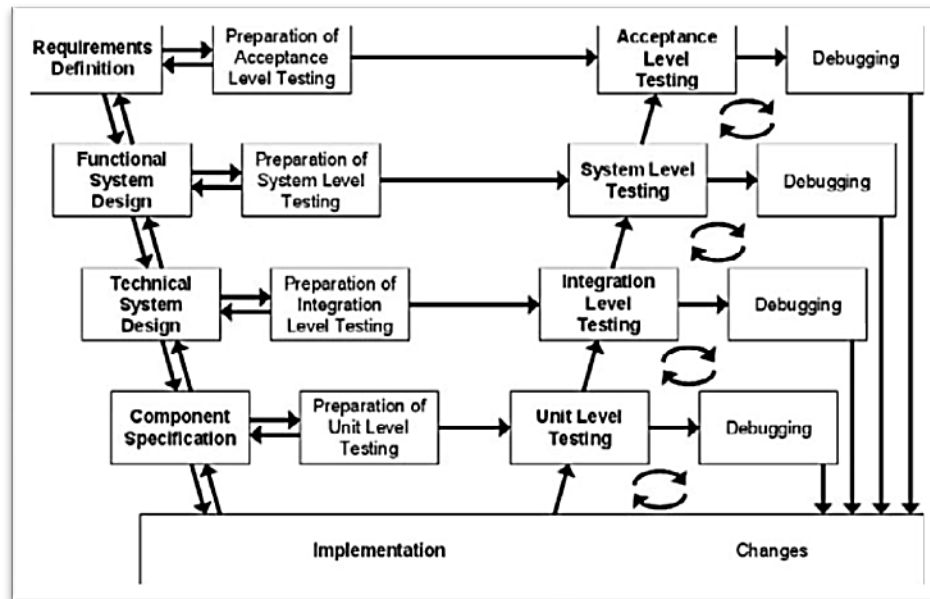 Requirements
Definition
Preparation of
Acceptance
Level Testing
Acceptance
Level
Testing
Debugging
Functional
System
Design
Preparation of
System Level
Testing
System Level
Testing
Debugging
Technical
System
Design
Preparation of
Integration
Level Testing
Integration
Level
Testing
Debugging
Component
Specification
Preparation of
Unit Level
Testing
Unit Level
Testing
Debugging
Implementation
Changes